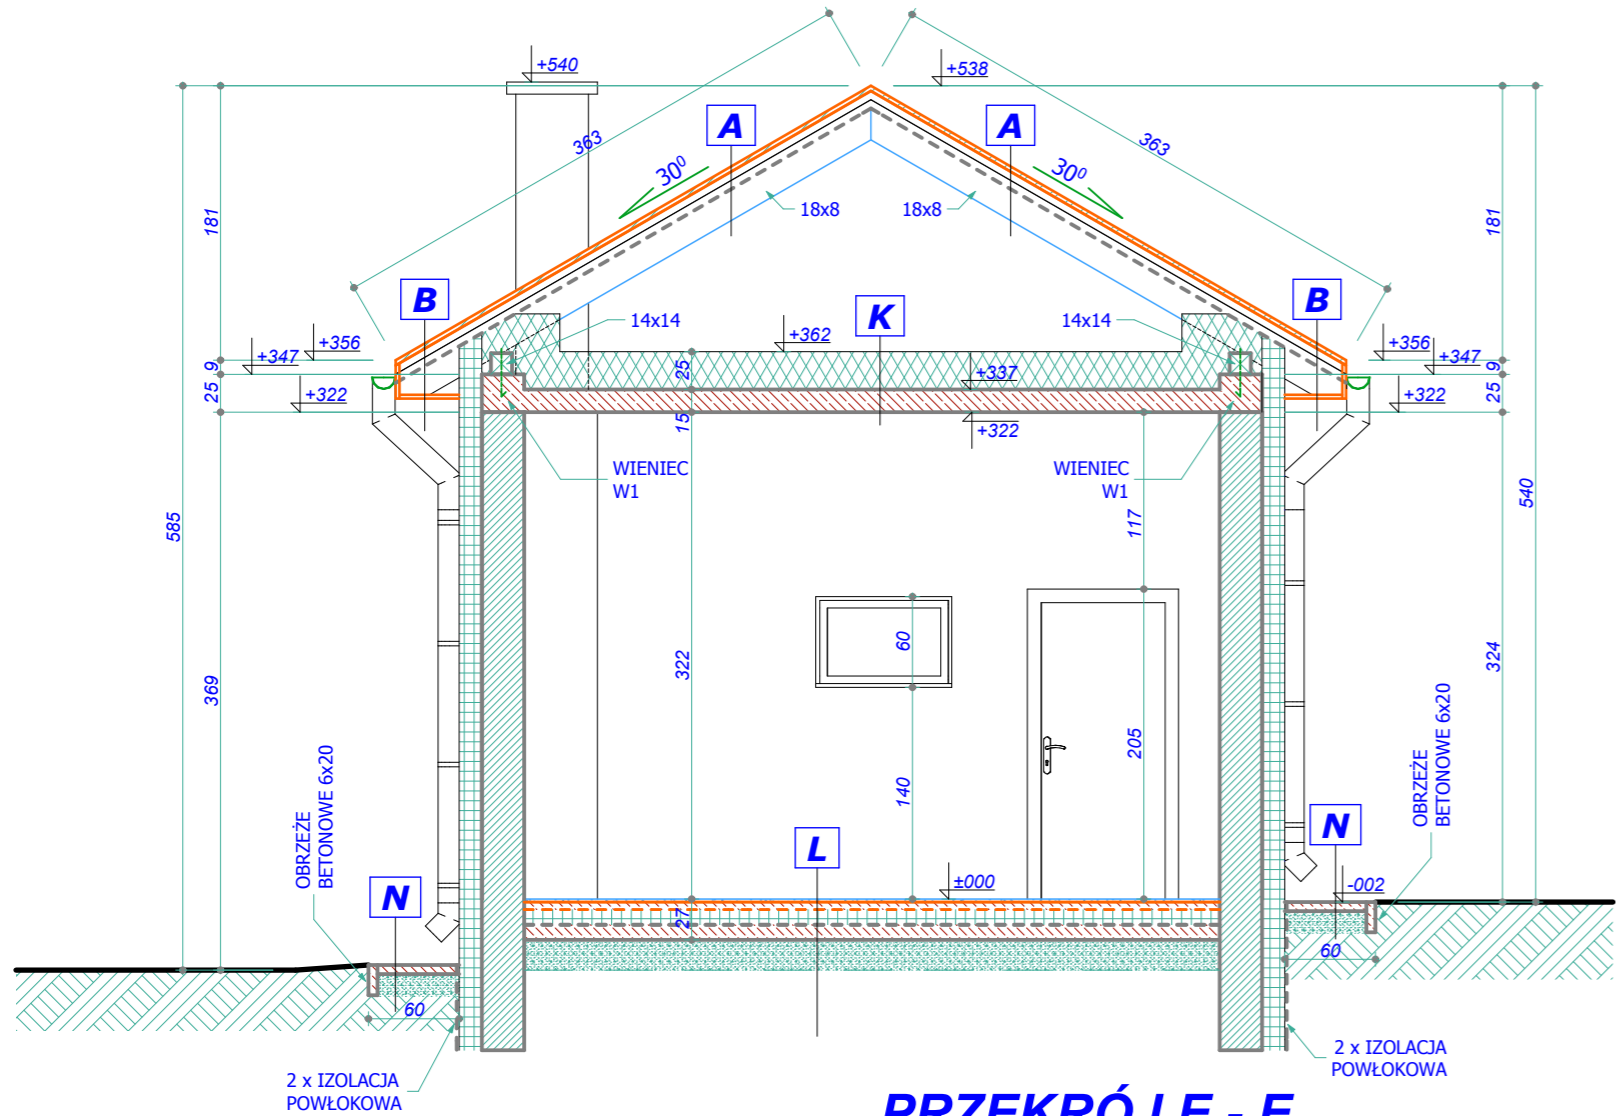 +540
+538
363
363
A
A
30⁰
30⁰
18x8
18x8
181
181
B
B
K
14x14
14x14
+362
+356
+347
+356
+347
9
9
25
25
25
+337
+322
+322
+322
15
WIENIEC
W1
WIENIEC
W1
117
585
540
369
322
324
60
140
205
OBRZEŻE
BETONOWE 6x20
OBRZEŻE
BETONOWE 6x20
L
N
N
±000
-002
27
60
60
2 x IZOLACJA
POWŁOKOWA
2 x IZOLACJA
POWŁOKOWA
PRZEKRÓJ E - E